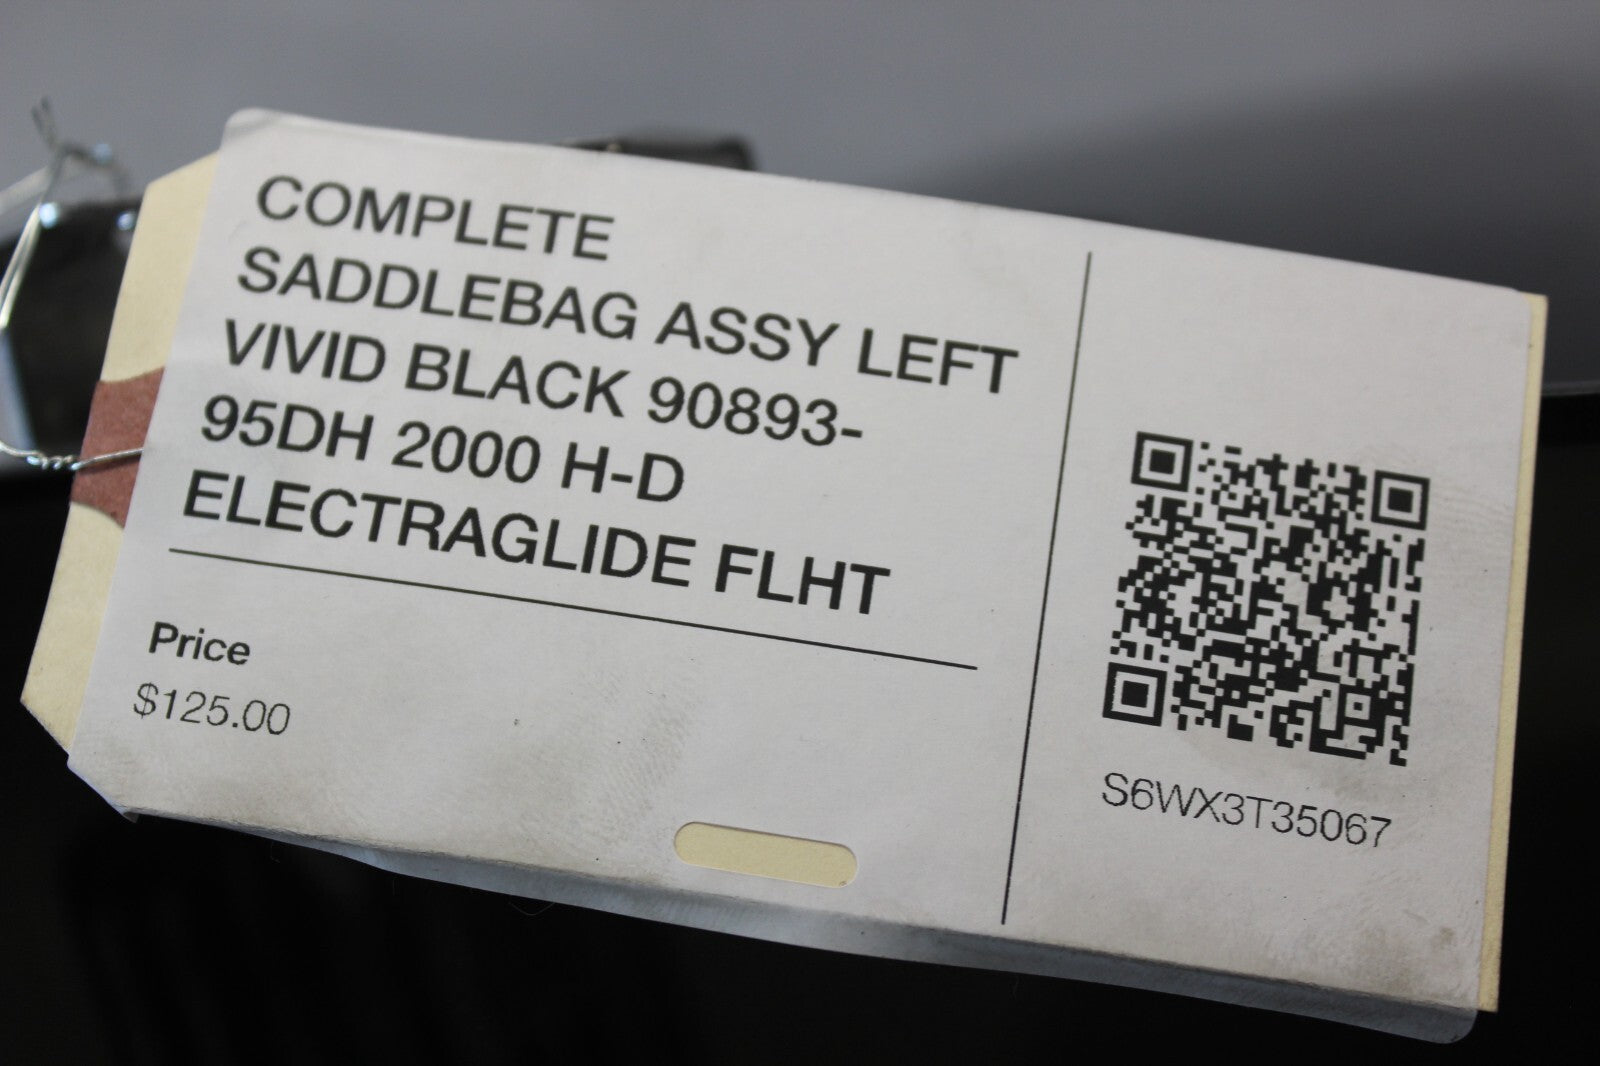 COMPLETE
SADDLEBAG ASSY LEFT
VIVID BLACK 90893-
95DH 2000 H-D
ELECTRAGLIDE FLHT
Price
$125.00
S6WX3T35067